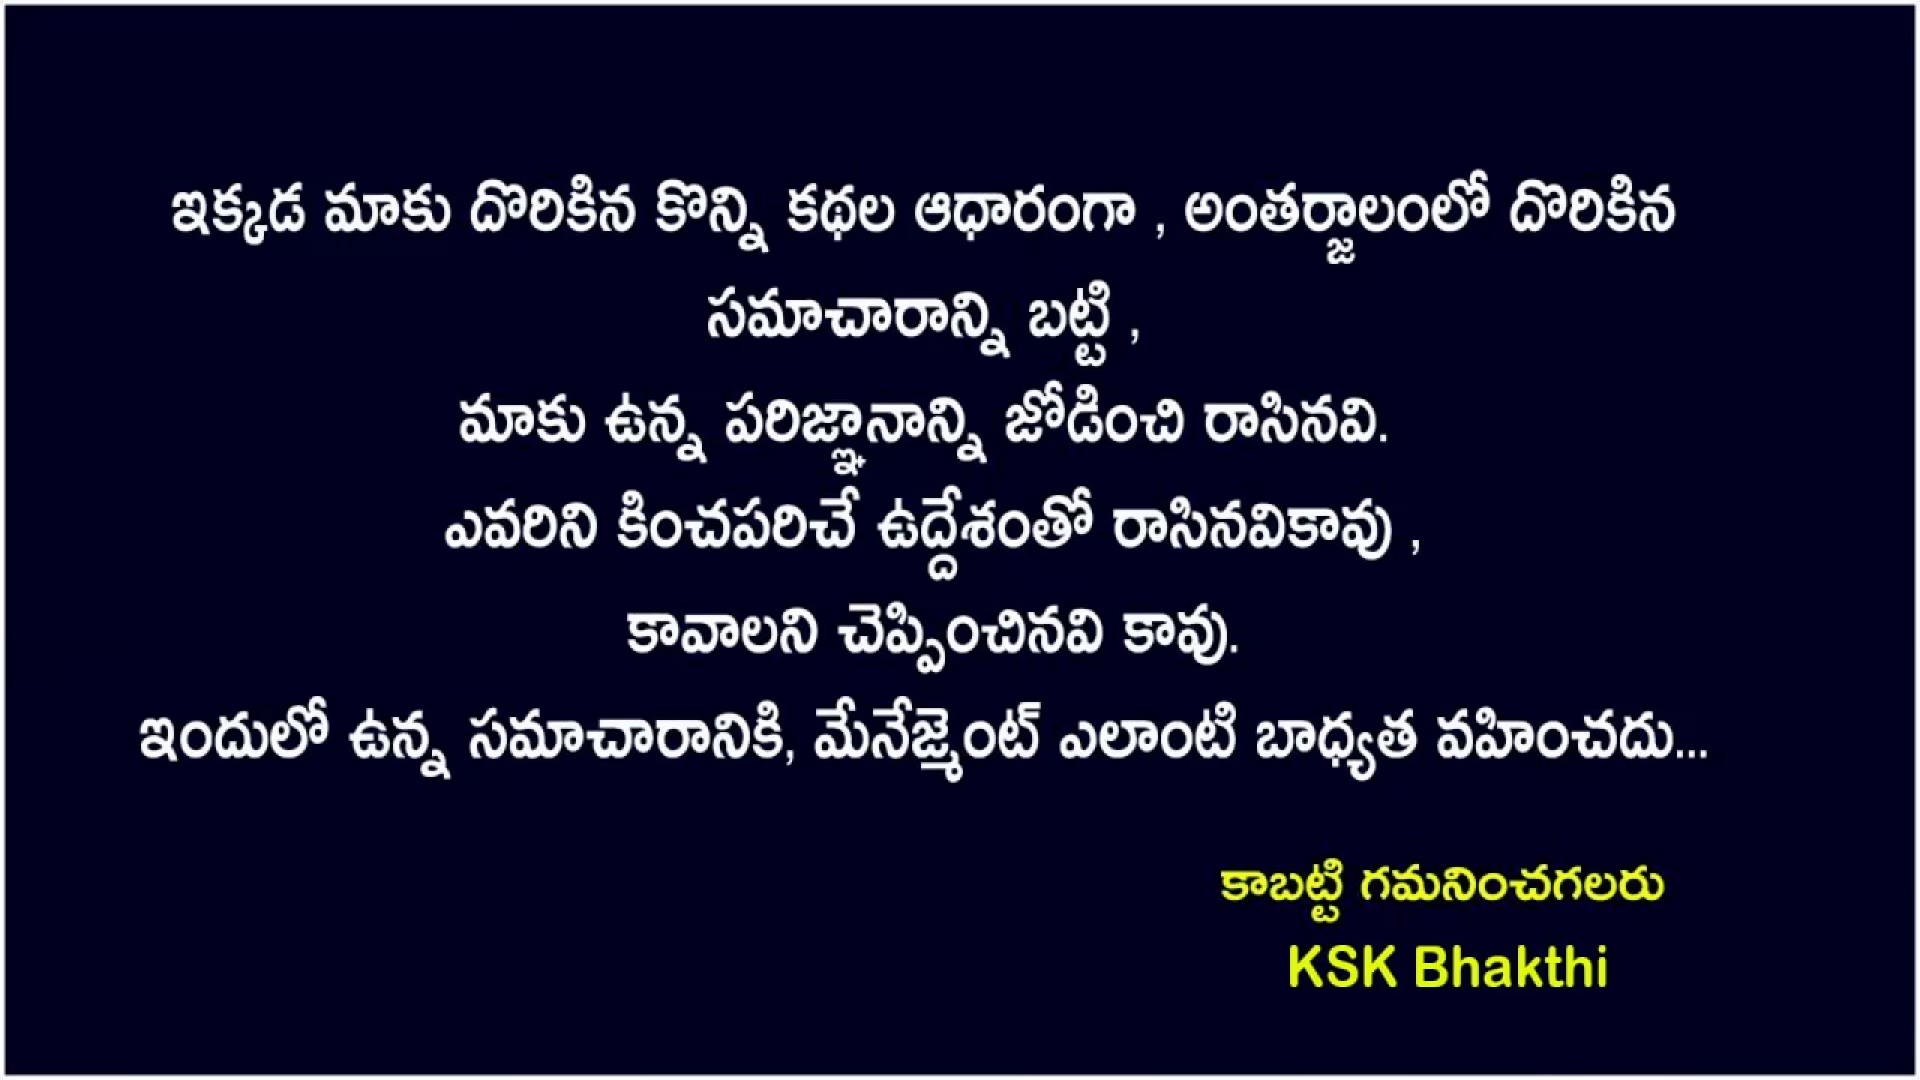 ఇక్కడ మాకు దొరికిన కొన్ని కథల ఆధారంగా , అంతర్జాలంలో దొరికిన
సమాచారాన్ని బట్టి ,
మాకు ఉన్న పరిజ్ఞానాన్ని జోడించి రాసినవి.
ఎవరిని కించపరిచే ఉద్దేశంతో రాసినవికావు ,
కావాలని చెప్పించినవి కావు.
ఇందులో ఉన్న సమాచారానికి, మేనేజ్మెంట్ ఎలాంటి బాధ్యత వహించదు...
కాబట్టి గమనించగలరు
KSK Bhakthi